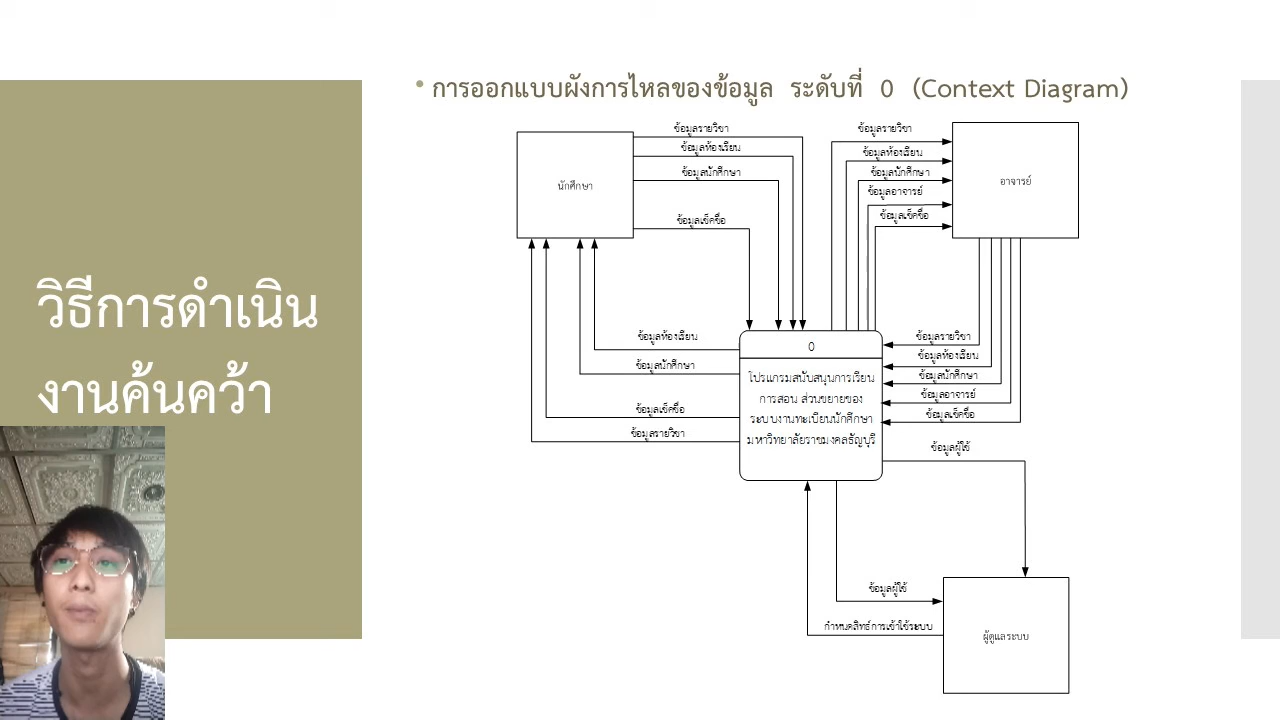 การออกแบบผังการไหลของข้อมูล ระดับที่ 0 (Context Diagram)
วิธีการดำเนิน
งานค้นคว้า
นักศึกษา
ข้อมูลรายวิชา
ข้อมูลห้องเรียน
ข้อมูลนักศึกษา
ข้อมูลเช็คชื่อ
ข้อมูลรายวิชา
ข้อมูลห้องเรียน
ข้อมูลนักศึกษา
ข้อมูลอาจารย์
ข้อมูลเช็คชื่อ
อาจารย์
ข้อมูลห้องเรียน
ข้อมูลนักศึกษา
ข้อมูลเช็คชื่อ
ข้อมูลรายวิชา
0
โปรแกรมสนับสนุนการเรียน
การสอน ส่วนขยายของ
ระบบงานทะเบียนนักศึกษา
มหาวิทยาลัยราชมงคลธัญบุรี
ข้อมูลรายวิชา
ข้อมูลห้องเรียน
ข้อมูลนักศึกษา
ข้อมูลอาจารย์
ข้อมูลเช็คชื่อ
ข้อมูลผู้ใช้
ข้อมูลผู้ใช้
กำหนดสิทธ์การเข้าใช้ระบบ
ผู้ดูแลระบบ